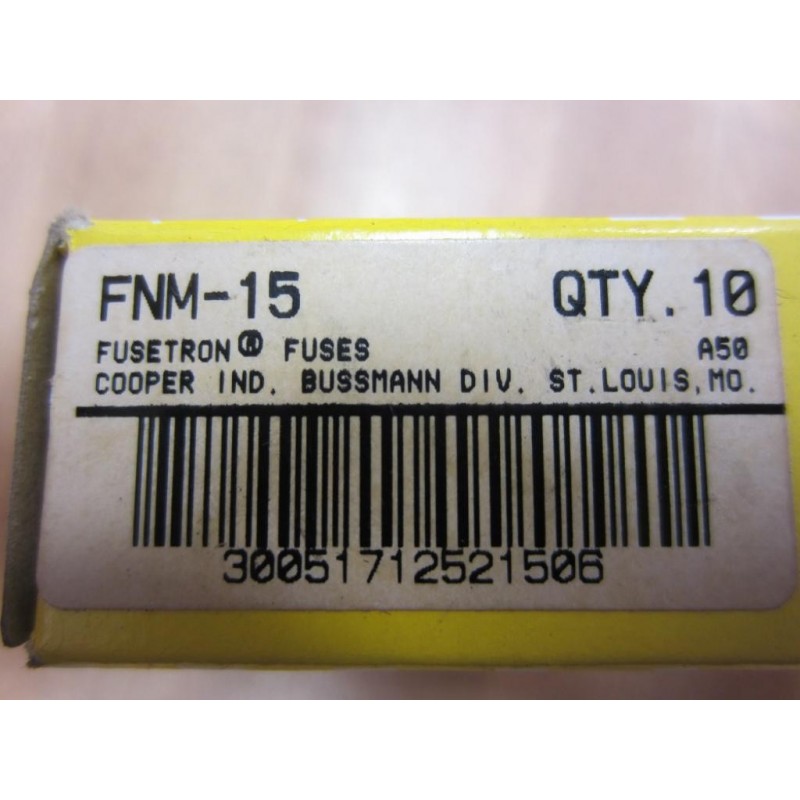 FNM-15 QTY.10
FUSETRON® FUSES A50
COOPER IND. BUSSMANN DIV. ST.LOUIS,MO.
30051712521506